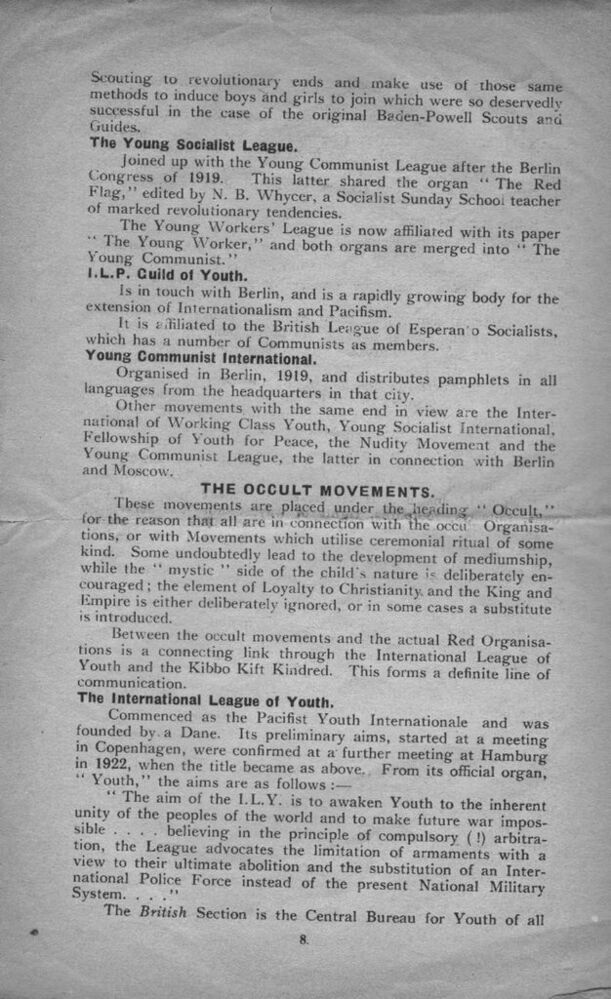 Scouting to revolutionary ends and make use of those same
methods to induce boys and girls to join which were so deservedly
successful in the case of the original Baden-Powell Scouts and
Guides.
The Young Socialist League.
Joined up with the Young Communist League after the Berlin
Congress of 1919. This latter shared the organ " The Red
Flag," edited by N. B. Whycer, a Socialist Sunday School teacher
of marked revolutionary tendencies.
The Young Workers' League is now affiliated with its paper
" The Young Worker," and both organs are merged into " The
Young Communist."
I.L.P. Guild of Youth.
Is in touch with Berlin, and is a rapidly growing body for the
extension of Internationalism and Pacifism.
It is affiliated to the British League of Esperan'o Socialists,
which has a number of Communists as members.
Young Communist International.
Organised in Berlin, 1919, and distributes pamphlets in all
languages from the headquarters in that city.
Other movements with the same end in view are the Inter-
national of Working Class Youth, Young Socialist International,
Fellowship of Youth for Peace, the Nudity Movement and the
Young Communist League, the latter in connection with Berlin
and Moscow.
THE OCCULT MOVEMENTS.
These movements are placed under the heading " Occult,"
for the reason that all are in connection with the occu Organisa-
tions, or with Movements which utilise ceremonial ritual of some
kind. Some undoubtedly lead to the development of mediumship,
while the " mystic " side of the child's nature is deliberately en-
couraged; the element of Loyalty to Christianity and the King and
Empire is either deliberately ignored, or in some cases a substitute
is introduced.
Between the occult movements and the actual Red Organisa-
tions is a connecting link through the International League of
Youth and the Kibbo Kift Kindred. This forms a definite line of
communication.
The International League of Youth.
Commenced as the Pacifist Youth Internationale and was
founded by a Dane. Its preliminary aims, started at a meeting
in Copenhagen, were confirmed at a further meeting at Hamburg
in 1922, when the title became as above. From its official organ,
" Youth," the aims are as follows :—
" The aim of the I.L.Y. is to awaken Youth to the inherent
unity of the peoples of the world and to make future war impos-
sible . . . . believing in the principle of compulsory (!) arbitra-
tion, the League advocates the limitation of armaments with a
view to their ultimate abolition and the substitution of an Inter-
national Police Force instead of the present National Military
System. . . ."
The British Section is the Central Bureau for Youth of all
8.